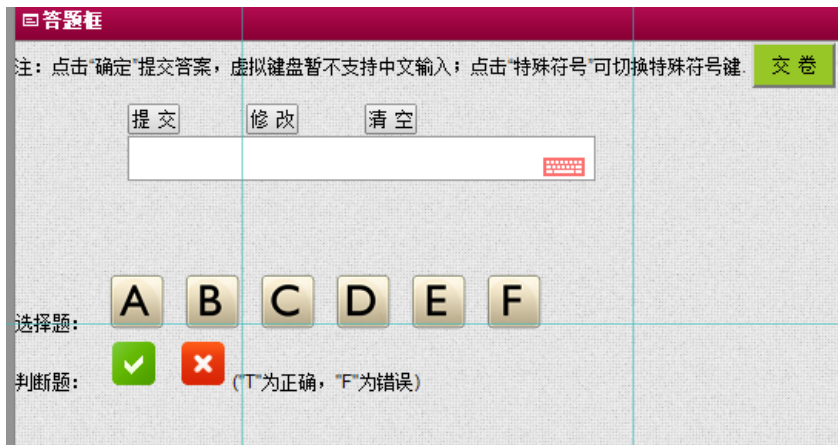 答题框
注：点击"确定"提交答案，虚拟键盘暂不支持中文输入；点击"特殊符号"可切换特殊符号键. 交 卷
提 交 修 改 清 空
选择题： A B C D E F
判断题： ("T"为正确，"F"为错误)